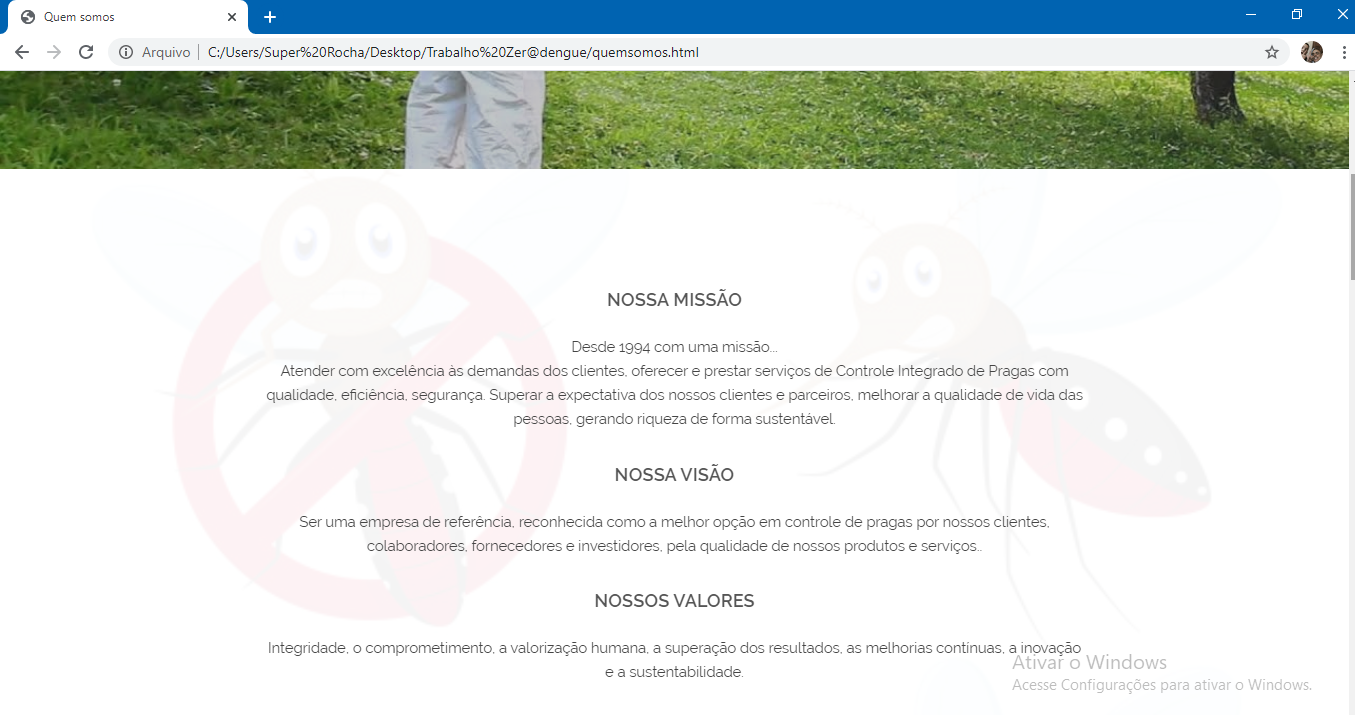 Quem somos
Arquivo
C:/Users/Super%20Rocha/Desktop/Trabalho%20Zer@dengue/quemsomos.html
NOSSA MISSÃO
Desde 1994 com uma missão...
Atender com excelência às demandas dos clientes, oferecer e prestar serviços de Controle Integrado de Pragas com
qualidade, eficiência, segurança. Superar a expectativa dos nossos clientes e parceiros, melhorar a qualidade de vida das
pessoas, gerando riqueza de forma sustentável.
NOSSA VISÃO
Ser uma empresa de referência, reconhecida como a melhor opção em controle de pragas por nossos clientes,
colaboradores, fornecedores e investidores, pela qualidade de nossos produtos e serviços..
NOSSOS VALORES
Integridade, o comprometimento, a valorização humana, a superação dos resultados, as melhorias contínuas, a inovação
e a sustentabilidade.
Ativar o Windows
Acesse Configurações para ativar o Windows.